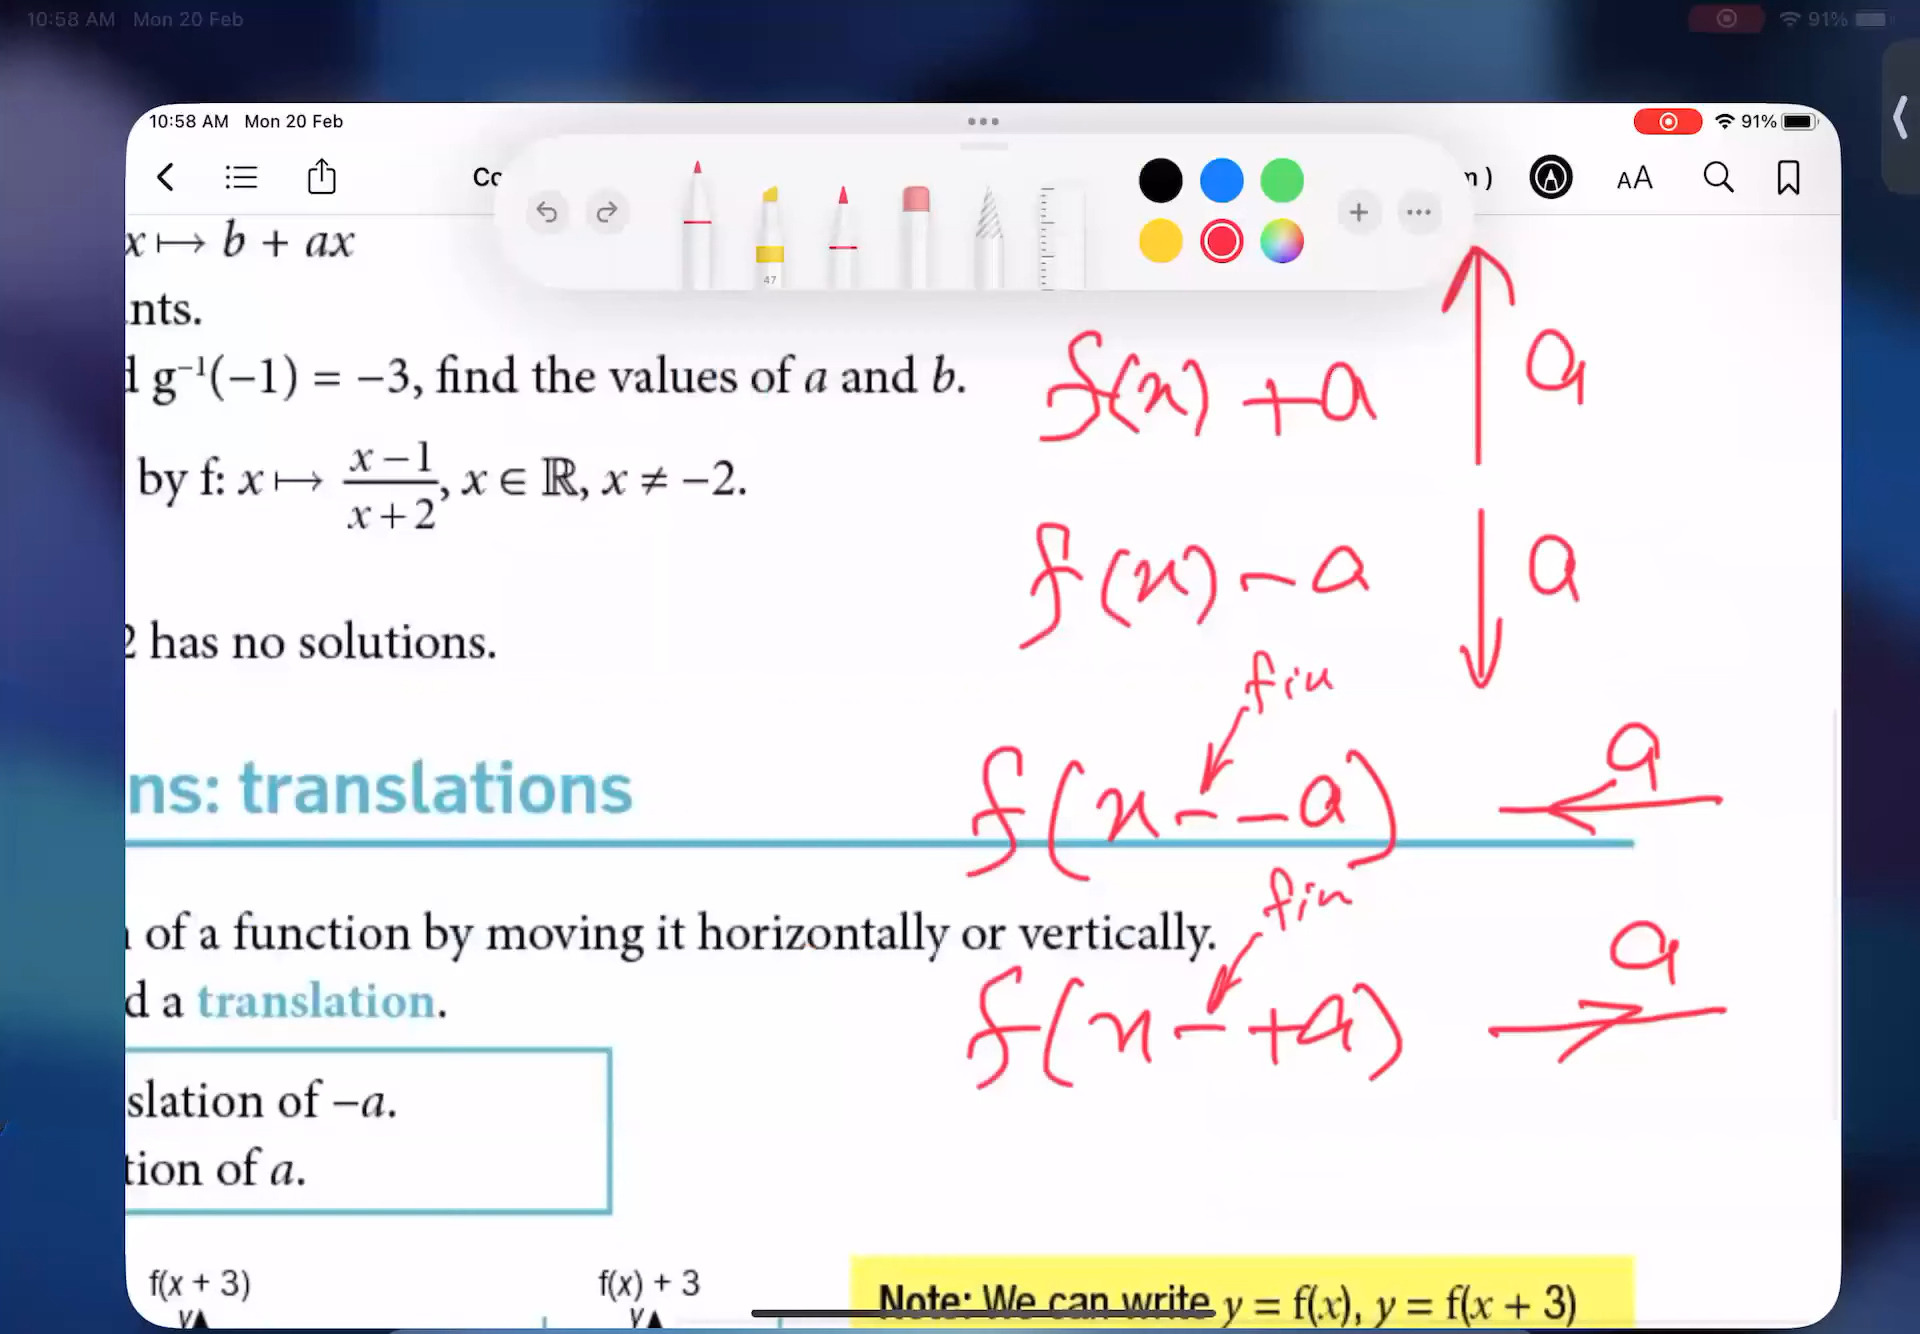 10:58 AM Mon 20 Feb
91%
10:58 AM Mon 20 Feb
91%
AA
47
x ↦ b + ax
nts.
g⁻¹(−1) = −3, find the values of a and b.
by f: x ↦ (x−1)/(x+2), x ∈ ℝ, x ≠ −2.
2 has no solutions.
ns: translations
of a function by moving it horizontally or vertically.
d a translation.
slation of −a.
tion of a.
f(x + 3)
f(x) + 3
y
y
Note: We can write y = f(x), y = f(x + 3)
f(x) + a
a
f(x) − a
a
fix
f(x − −a)
a
fix
f(x − +a)
a